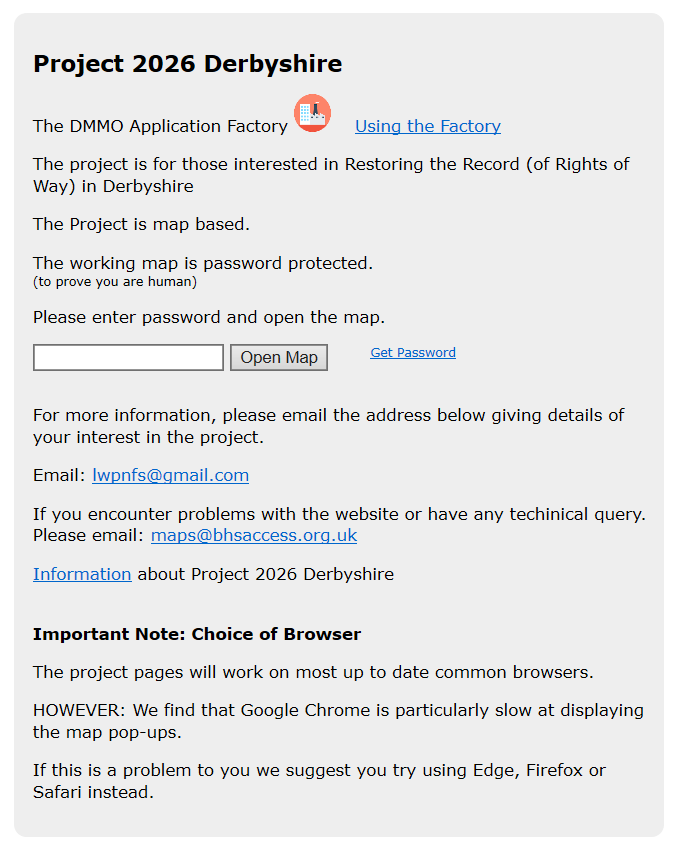 Project 2026 Derbyshire
The DMMO Application Factory Using the Factory
The project is for those interested in Restoring the Record (of Rights of
Way) in Derbyshire
The Project is map based.
The working map is password protected.
(to prove you are human)
Please enter password and open the map.
Open Map Get Password
For more information, please email the address below giving details of
your interest in the project.
Email: lwpnfs@gmail.com
If you encounter problems with the website or have any techinical query.
Please email: maps@bhsaccess.org.uk
Information about Project 2026 Derbyshire
Important Note: Choice of Browser
The project pages will work on most up to date common browsers.
HOWEVER: We find that Google Chrome is particularly slow at displaying
the map pop-ups.
If this is a problem to you we suggest you try using Edge, Firefox or
Safari instead.